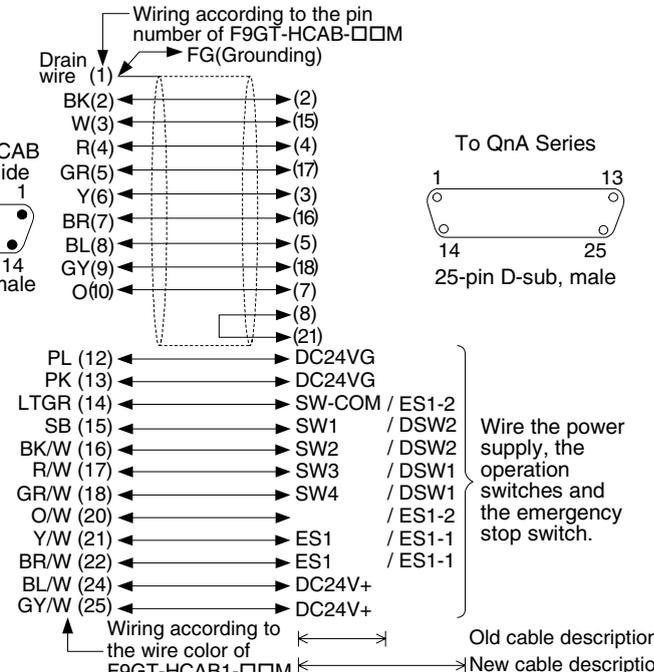 Wiring according to the pin
number of F9GT-HCAB-□□M
FG(Grounding)
Drain
wire (1)
BK(2) (2)
W(3) (15)
R(4) (4)
GR(5) (17)
Y(6) (3)
BR(7) (16)
BL(8) (5)
GY(9) (18)
O(10) (7)
(8)
(21)
CAB
ide
1
14
nale
To QnA Series
1 13
14 25
25-pin D-sub, male
PL (12) DC24VG
PK (13) DC24VG
LTGR (14) SW-COM / ES1-2
SB (15) SW1 / DSW2
BK/W (16) SW2 / DSW2
R/W (17) SW3 / DSW1
GR/W (18) SW4 / DSW1
O/W (20) / ES1-2
Y/W (21) ES1 / ES1-1
BR/W (22) ES1 / ES1-1
BL/W (24) DC24V+
GY/W (25) DC24V+
Wire the power
supply, the
operation
switches and
the emergency
stop switch.
Wiring according to
the wire color of
F9GT-HCAB1-□□M
Old cable description
New cable descriptio